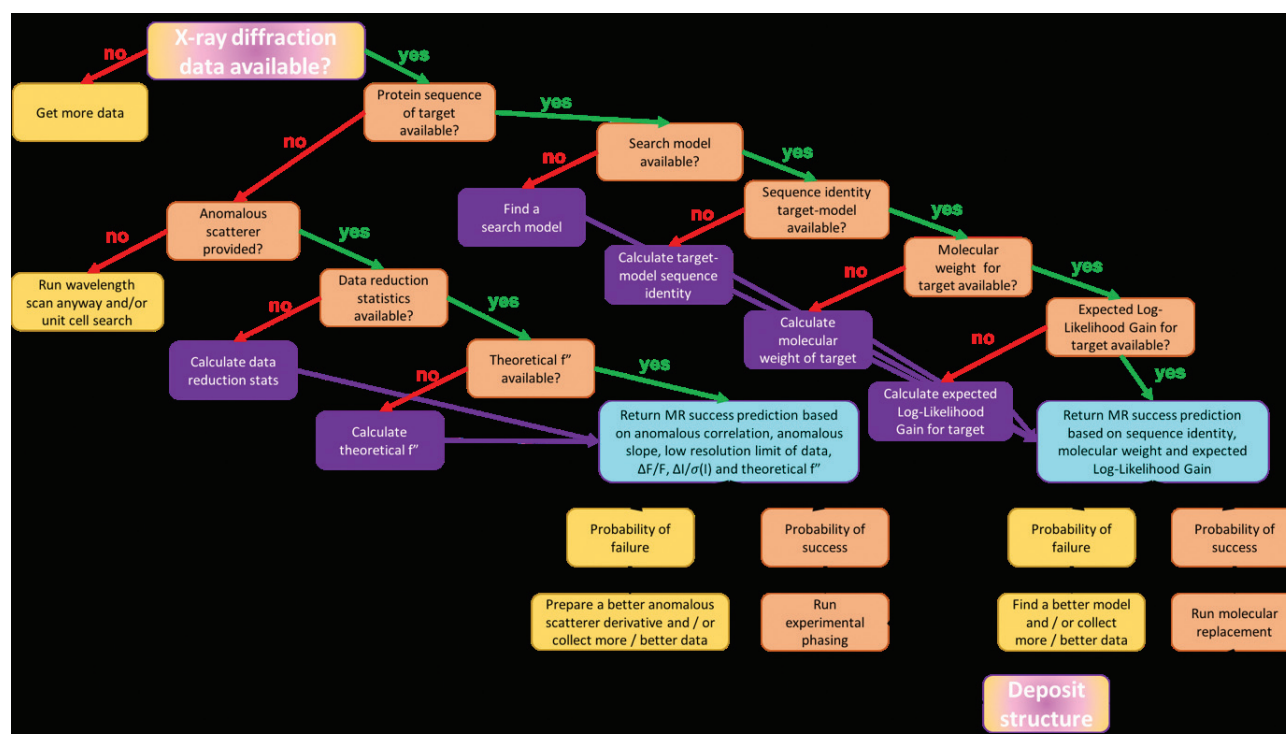 X-ray diffraction
data available?
no
yes
Get more data
Protein sequence
of target
available?
yes
no
Search model
available?
no
yes
Find a
search model
Sequence identity
target-model
available?
no
yes
Anomalous
scatterer
provided?
no
yes
Calculate target-
model sequence
identity
Molecular
weight for
target available?
no
yes
Run wavelength
scan anyway and/or
unit cell search
Data reduction
statistics
available?
no
yes
Calculate
molecular
weight of target
Expected Log-
Likelihood Gain for
target available?
no
yes
Calculate data
reduction stats
Theoretical f”
available?
no
yes
Calculate
theoretical f”
Return MR success prediction based
on anomalous correlation, anomalous
slope, low resolution limit of data,
ΔF/F, ΔI/σ(I) and theoretical f”
Calculate expected
Log-Likelihood
Gain for target
Return MR success prediction
based on sequence identity,
molecular weight and expected
Log-Likelihood Gain
Probability of
failure
Probability of
success
Probability of
failure
Probability of
success
Prepare a better anomalous
scatterer derivative and / or
collect more / better data
Run
experimental
phasing
Find a better model
and / or collect
more / better data
Run molecular
replacement
Deposit
structure